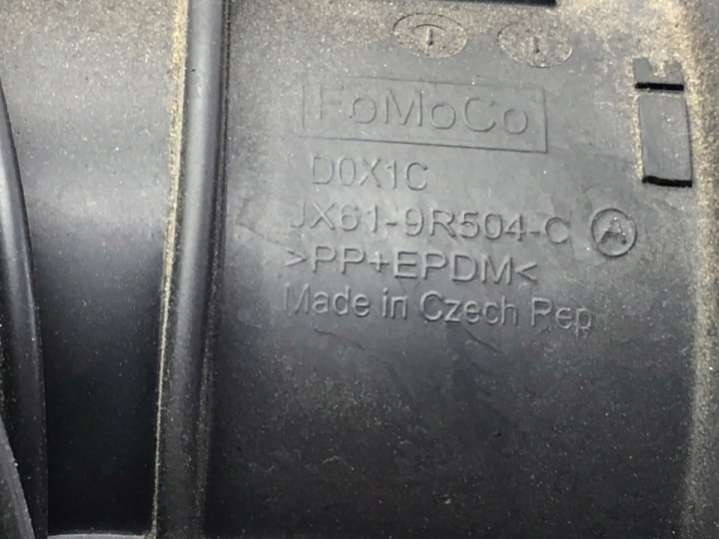 FoMoCo
D0X1C
JX61-9R504-C A
>PP+EPDM<
Made in Czech Rep